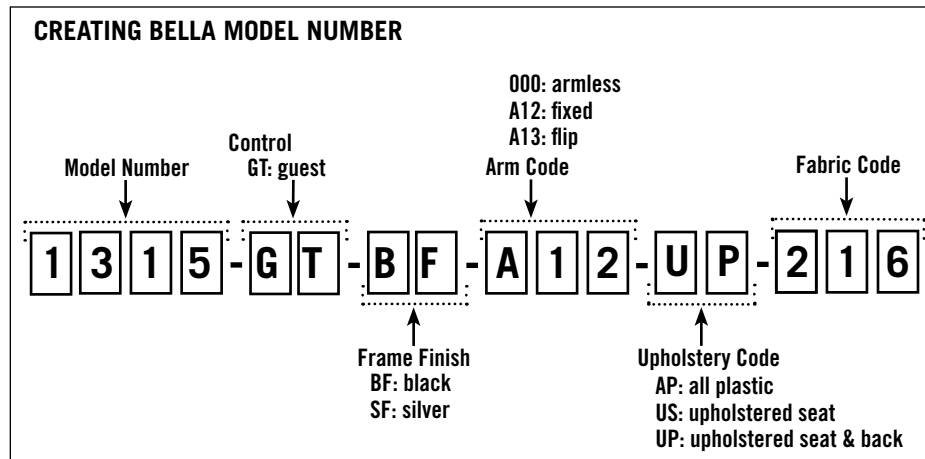 CREATING BELLA MODEL NUMBER
000: armless
A12: fixed
A13: flip
Arm Code
Control
GT: guest
Model Number
Fabric Code
1315-GT-BF-A12-UP-216
Frame Finish
BF: black
SF: silver
Upholstery Code
AP: all plastic
US: upholstered seat
UP: upholstered seat & back